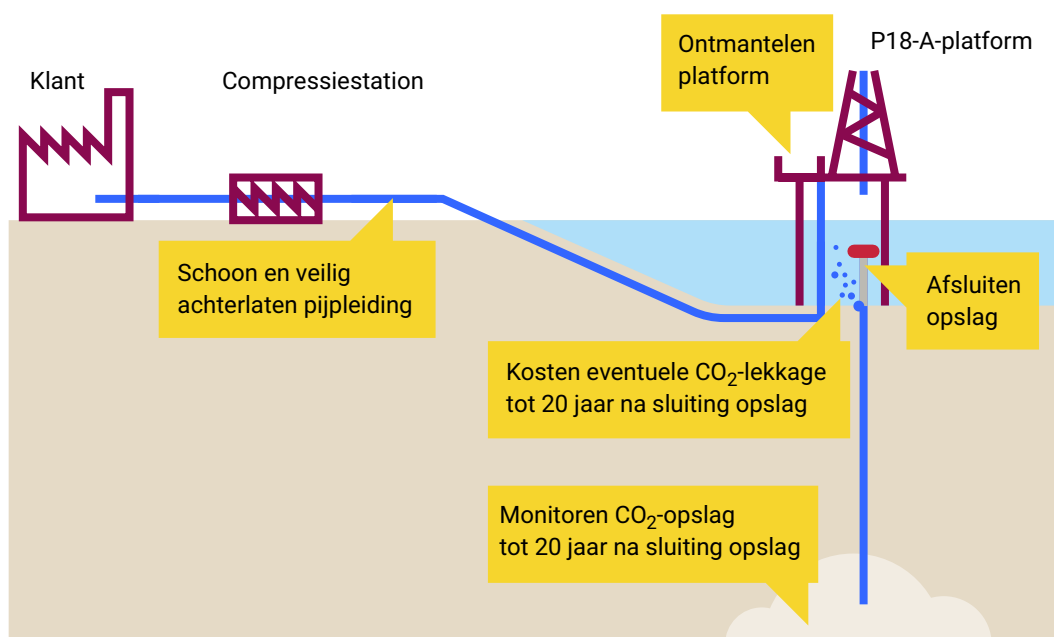 Klant
Compressiestation
Ontmantelen
platform
P18-A-platform
Schoon en veilig
achterlaten pijpleiding
Afsluiten
opslag
Kosten eventuele CO₂-lekkage
tot 20 jaar na sluiting opslag
Monitoren CO₂-opslag
tot 20 jaar na sluiting opslag